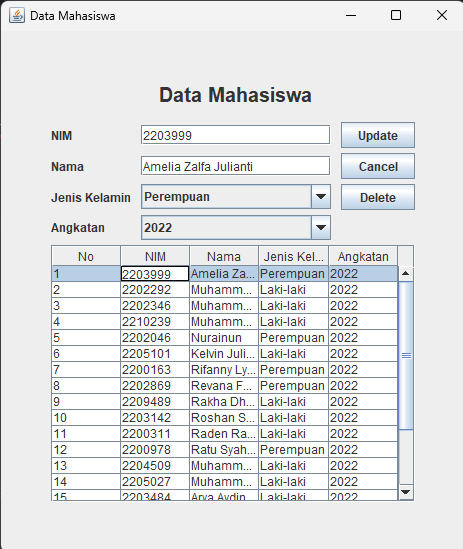 Data Mahasiswa
Data Mahasiswa
NIM 2203999 Update
Nama Amelia Zalfa Julianti Cancel
Jenis Kelamin Perempuan Delete
Angkatan 2022
No NIM Nama Jenis Kel... Angkatan
1 2203999 Amelia Za... Perempuan 2022
2 2202292 Muhamm... Laki-laki 2022
3 2202346 Muhamm... Laki-laki 2022
4 2210239 Muhamm... Laki-laki 2022
5 2202046 Nurainun Perempuan 2022
6 2205101 Kelvin Juli... Laki-laki 2022
7 2200163 Rifanny Ly... Perempuan 2022
8 2202869 Revana F... Perempuan 2022
9 2209489 Rakha Dh... Laki-laki 2022
10 2203142 Roshan S... Laki-laki 2022
11 2200311 Raden Ra... Laki-laki 2022
12 2200978 Ratu Syah... Perempuan 2022
13 2204509 Muhamm... Laki-laki 2022
14 2205027 Muhamm... Laki-laki 2022
15 2203484 Arya Aydin... Laki-laki 2022